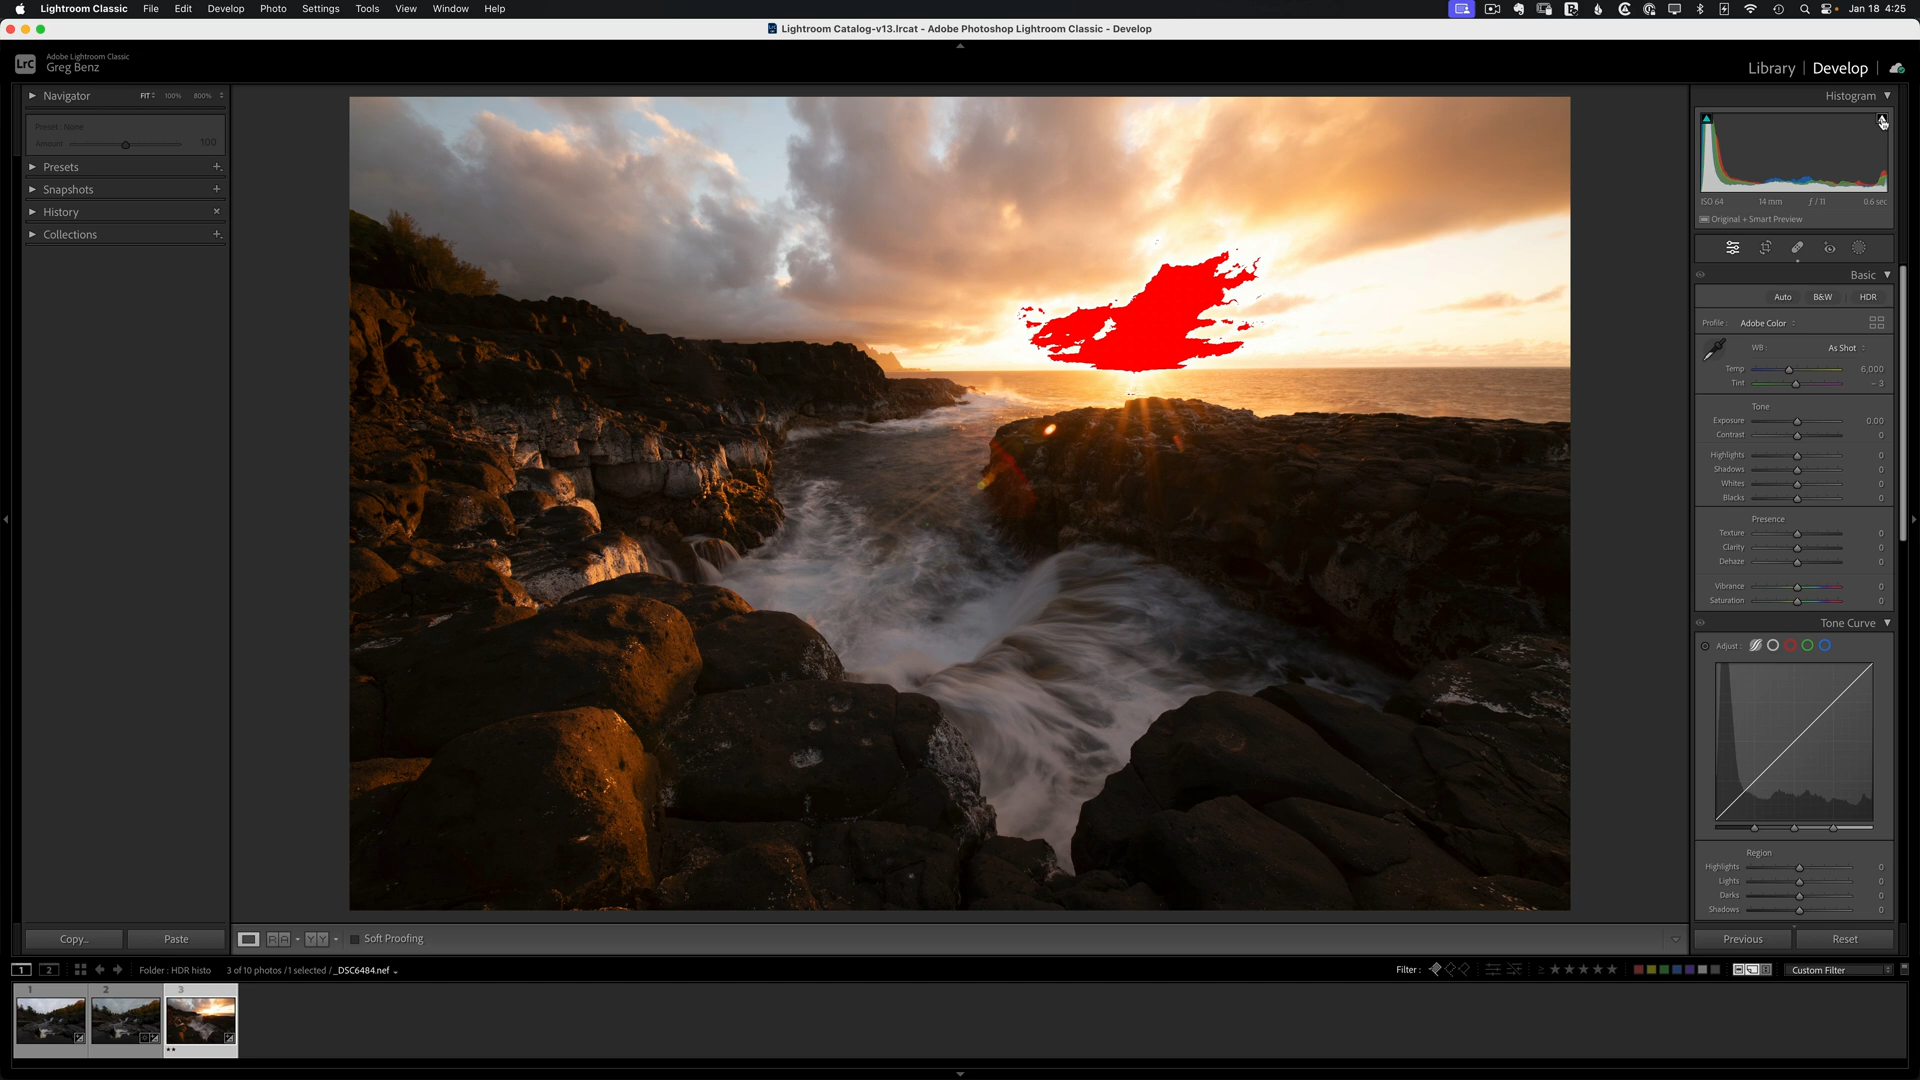 Lightroom Classic File Edit Develop Photo Settings Tools View Window Help Jan 18 4:25
Lightroom Catalog-v13.lrcat - Adobe Photoshop Lightroom Classic - Develop
LrC Adobe Lightroom Classic
Greg Benz
Library | Develop |
Navigator FIT 100% 800%
Histogram
Preset: None
Amount 100
Presets
Snapshots
History
Collections
ISO 64 14 mm ƒ / 11 0.6 sec
Original + Smart Preview
Basic
Auto B&W HDR
Profile : Adobe Color
WB : As Shot
Temp 6,000
Tint – 3
Tone
Exposure 0.00
Contrast 0
Highlights 0
Shadows 0
Whites 0
Blacks 0
Presence
Texture 0
Clarity 0
Dehaze 0
Vibrance 0
Saturation 0
Tone Curve
Adjust :
Region
Highlights 0
Lights 0
Darks 0
Shadows 0
Copy... Paste
R A Y Y Soft Proofing
Previous Reset
1 2 Folder : HDR histo 3 of 10 photos / 1 selected / _DSC6484.nef
Filter : Custom Filter
1 2 3